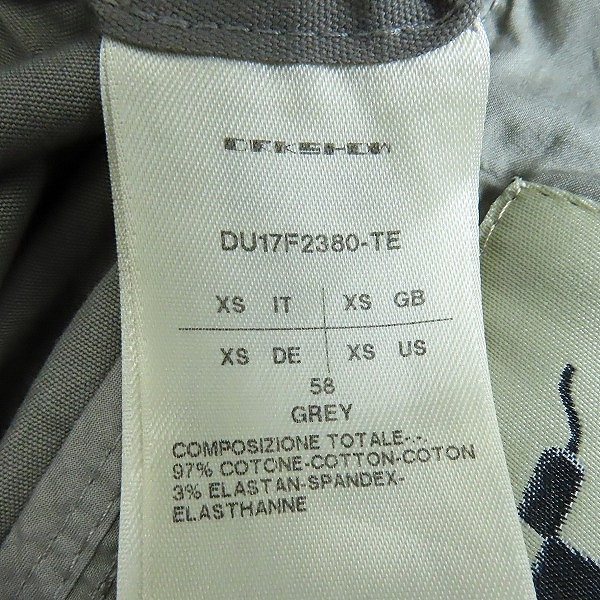 DRKSHDW
DU17F2380-TE
XS IT XS GB
XS DE XS US
58
GREY
COMPOSIZIONE TOTALE-.-.
97% COTONE-COTTON-COTON
3% ELASTAN-SPANDEX-
ELASTHANNE